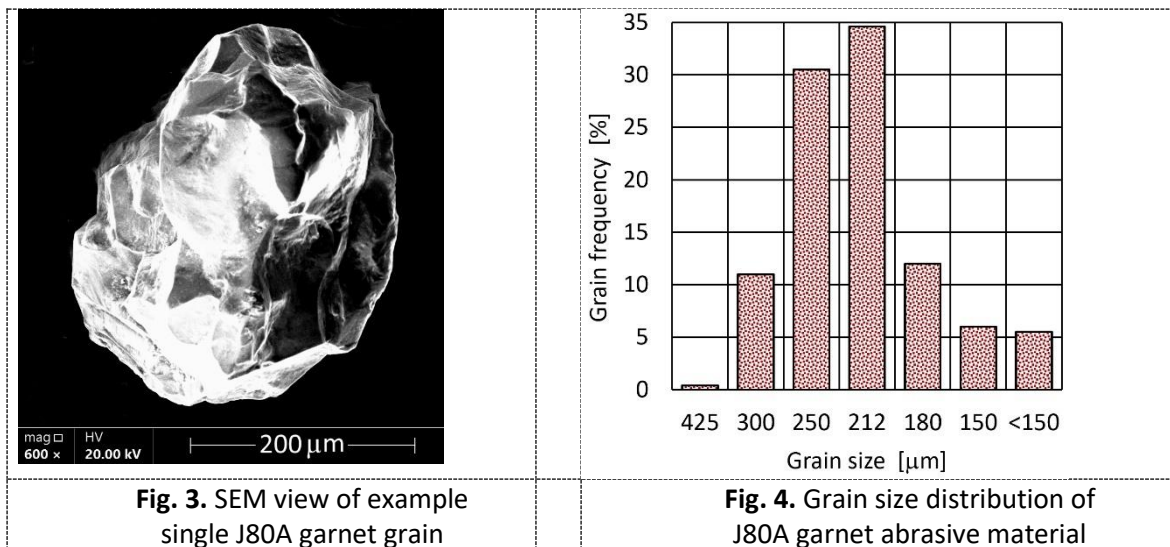 mag □ HV
600 × 20.00 kV
200 µm
Fig. 3. SEM view of example
single J80A garnet grain
Grain frequency [%]
35
30
25
20
15
10
5
0
425 300 250 212 180 150 <150
Grain size [µm]
Fig. 4. Grain size distribution of
J80A garnet abrasive material